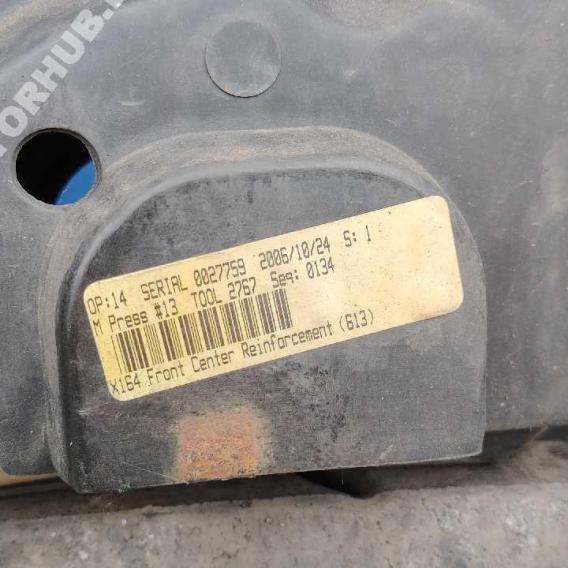 TORHUB.
OP:14 SERIAL 0027759 2006/10/24 S: 1
M Press #13 TOOL 2767 Seq: 0134
X164 Front Center Reinforcement (613)